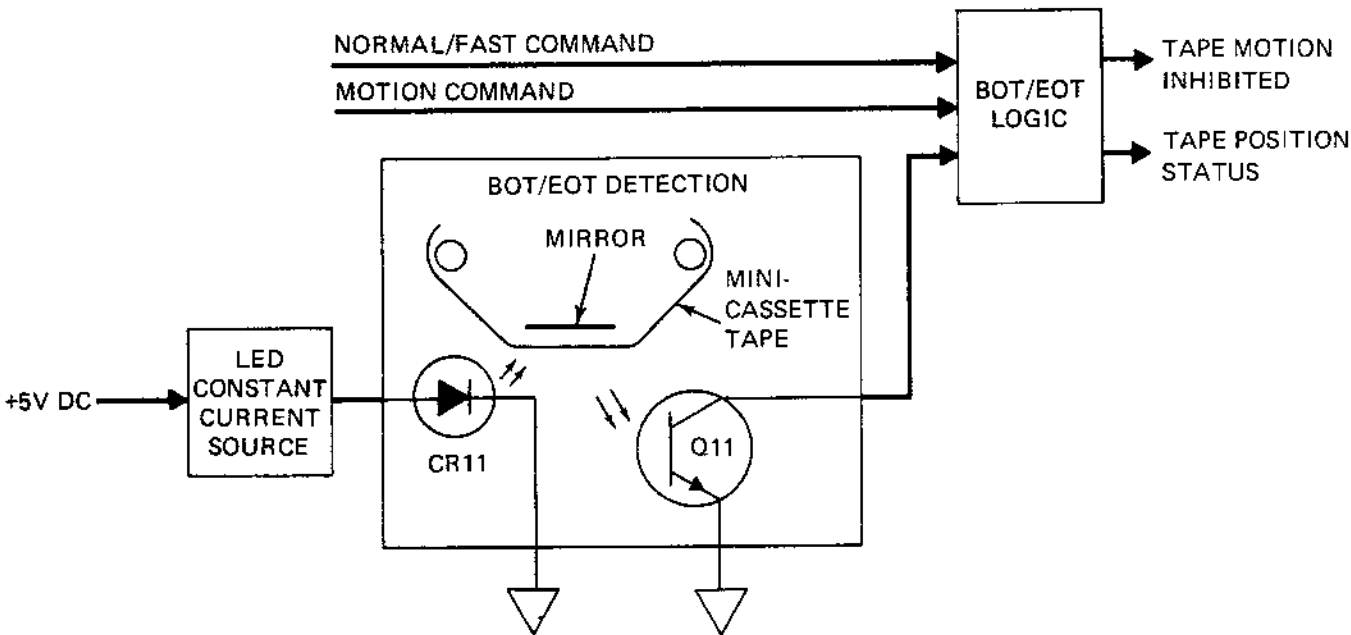 NORMAL/FAST COMMAND
MOTION COMMAND
BOT/EOT
LOGIC
TAPE MOTION
INHIBITED
TAPE POSITION
STATUS
BOT/EOT DETECTION
MIRROR
MINI-
CASSETTE
TAPE
+5V DC
LED
CONSTANT
CURRENT
SOURCE
CR11
Q11